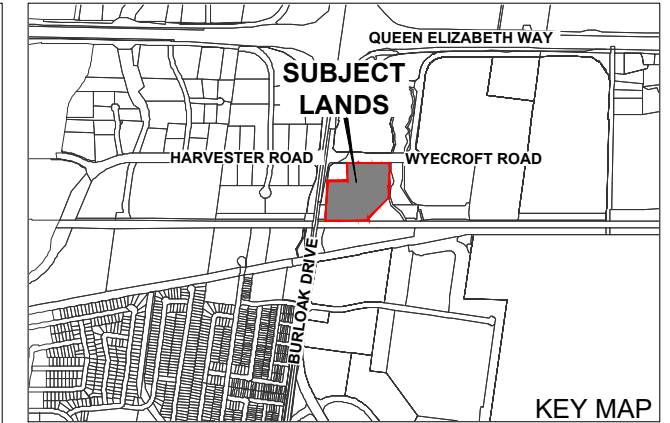 QUEEN ELIZABETH WAY
SUBJECT
LANDS
HARVESTER ROAD
WYECROFT ROAD
BURLOAK DRIVE
KEY MAP